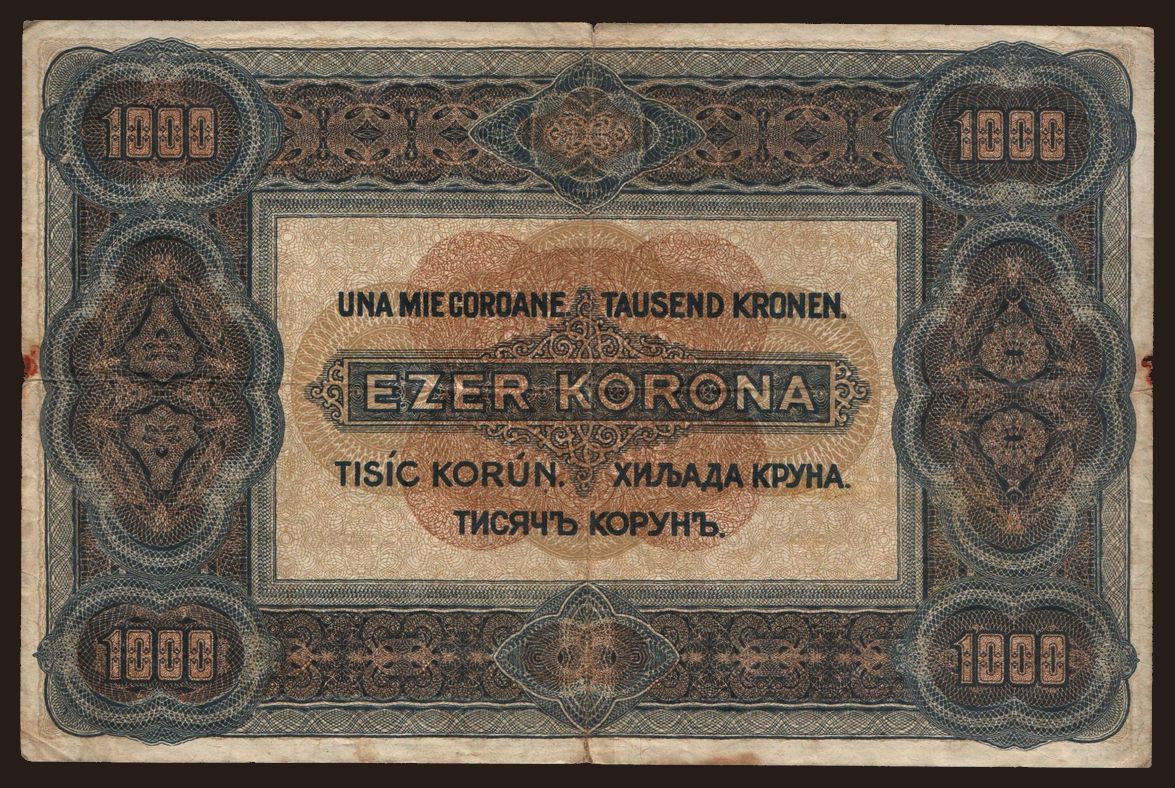 1000 1000
UNA MIE COROANE. TAUSEND KRONEN.
EZER KORONA
TISÍC KORÚN. ХИЉАДА КРУНА.
ТИСЯЧЪ КОРУНЪ.
1000 1000